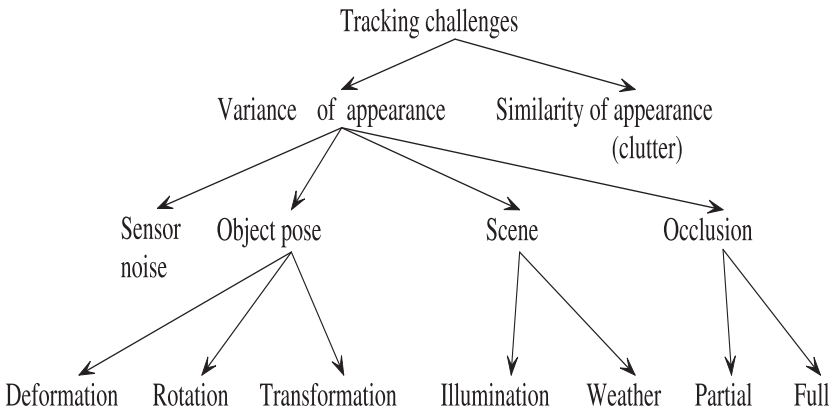 Tracking challenges
Variance of appearance
Similarity of appearance
(clutter)
Sensor
noise
Object pose
Scene
Occlusion
Deformation
Rotation
Transformation
Illumination
Weather
Partial
Full